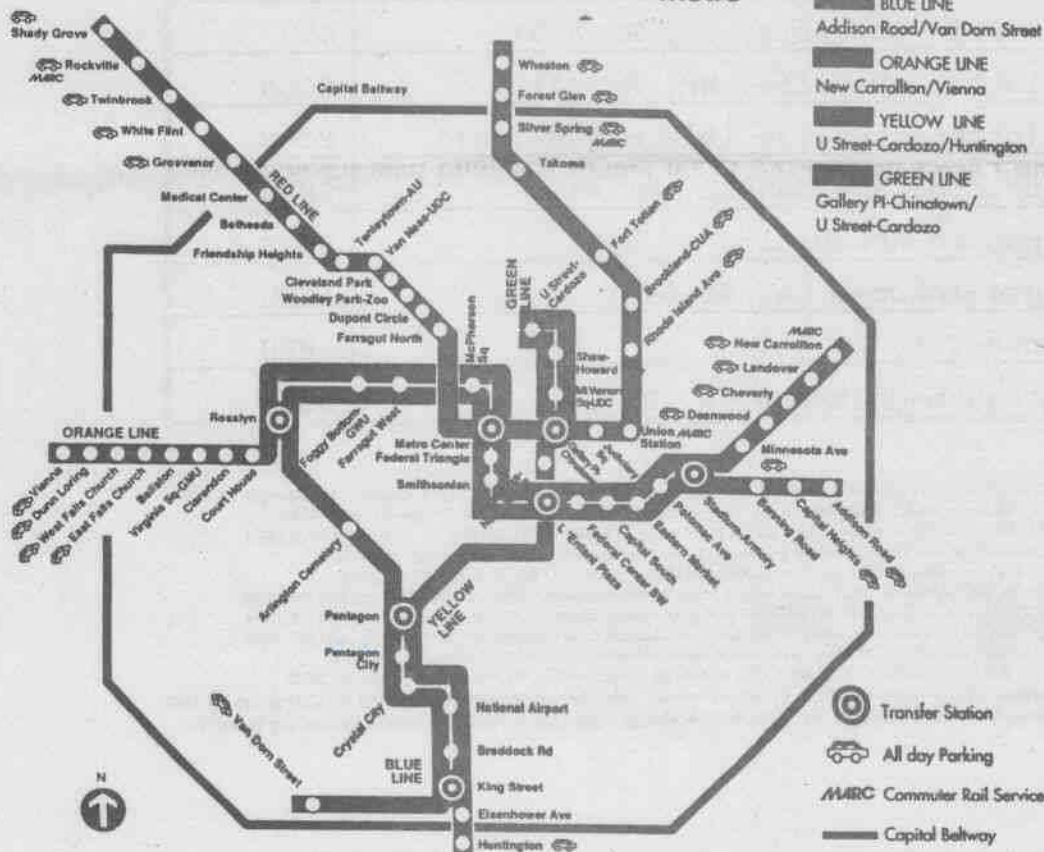 BLUE LINE
Addison Road/Van Dorn Street
ORANGE LINE
New Carrollton/Vienna
YELLOW LINE
U Street-Cardozo/Huntington
GREEN LINE
Gallery Pl-Chinatown/
U Street-Cardozo
Shady Grove
Rockville
MARC
Twinbrook
White Flint
Grosvenor
Medical Center
Bethesda
Friendship Heights
RED LINE
Tenleytown-AU
Van Ness-UDC
Cleveland Park
Woodley Park-Zoo
Dupont Circle
Farragut North
Capital Beltway
Wheaton
Forest Glen
Silver Spring
MARC
Takoma
Fort Totten
Brookland-CUA
Rhode Island Ave
GREEN
LINE
U Street-
Cardozo
Shaw-
Howard
Mt Vernon
Sq-UDC
McPherson
Sq
MARC
New Carrollton
Landover
Cheverly
Deanwood
Minnesota Ave
Rosslyn
ORANGE LINE
Vienna
Dunn Loring
West Falls Church
East Falls Church
Ballston
Virginia Sq-GMU
Clarendon
Court House
Foggy Bottom-
GWU
Farragut West
Metro Center
Federal Triangle
Smithsonian
Gallery Pl-
Chinatown
Judiciary
Sq
Union
Station
MARC
L'Enfant Plaza
Federal Center SW
Capitol South
Eastern Market
Potomac Ave
Stadium-Armory
Benning Road
Capitol Heights
Addison Road
Arlington Cemetery
Pentagon
YELLOW
LINE
Pentagon
City
Crystal City
National Airport
Braddock Rd
BLUE
LINE
King Street
Van Dorn Street
Eisenhower Ave
Huntington
N
Transfer Station
All day Parking
MARC Commuter Rail Service
Capital Beltway